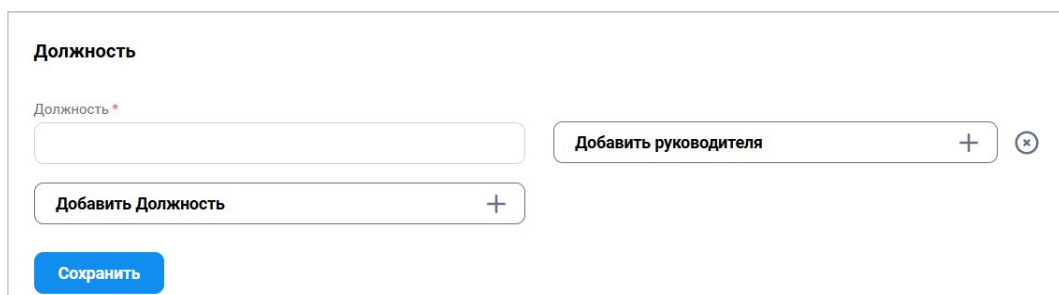 Должность
Должность *
Добавить руководителя
Добавить Должность
Сохранить